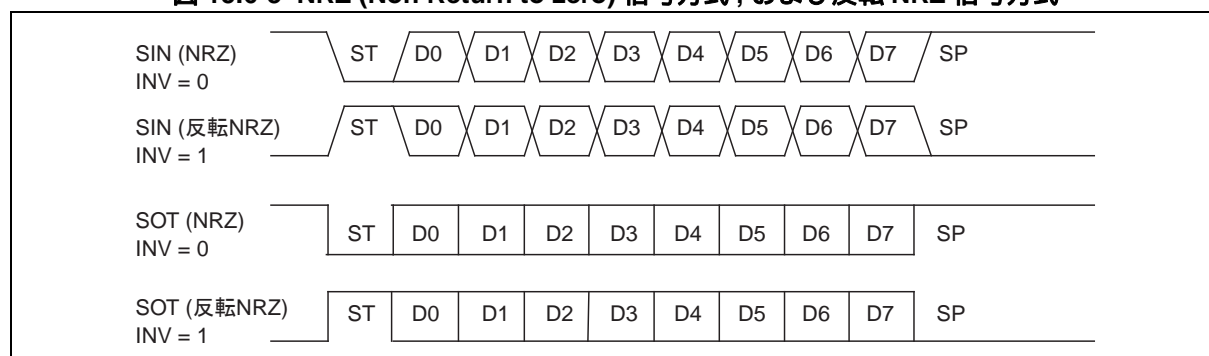 SIN (NRZ)
INV = 0
ST D0 D1 D2 D3 D4 D5 D6 D7 SP
SIN (反転NRZ)
INV = 1
ST D0 D1 D2 D3 D4 D5 D6 D7 SP
SOT (NRZ)
INV = 0
ST D0 D1 D2 D3 D4 D5 D6 D7 SP
SOT (反転NRZ)
INV = 1
ST D0 D1 D2 D3 D4 D5 D6 D7 SP